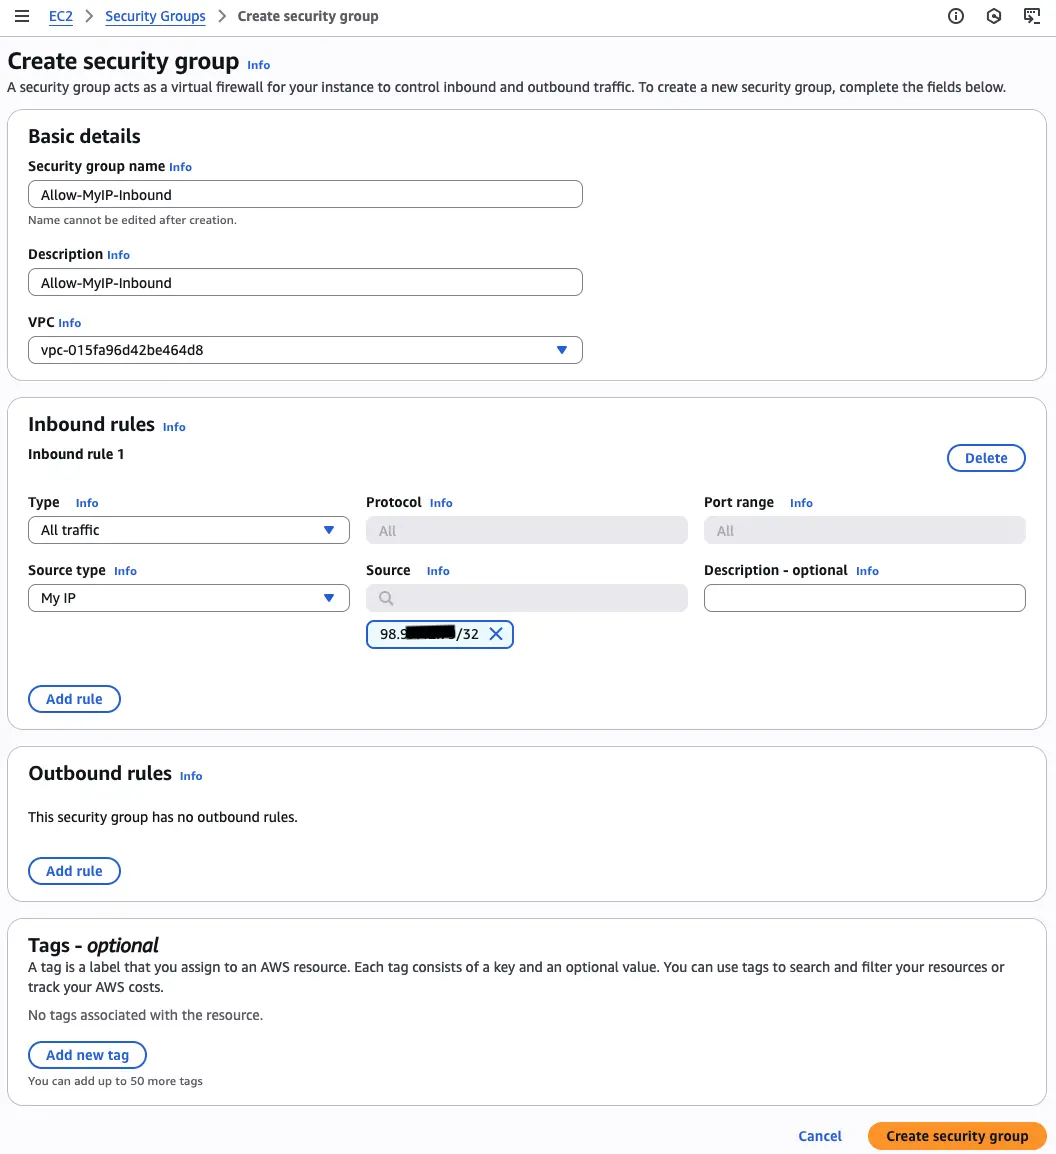 EC2 > Security Groups > Create security group
Create security group Info
A security group acts as a virtual firewall for your instance to control inbound and outbound traffic. To create a new security group, complete the fields below.
Basic details
Security group name Info
Allow-MyIP-Inbound
Name cannot be edited after creation.
Description Info
Allow-MyIP-Inbound
VPC Info
vpc-015fa96d42be464d8
Inbound rules Info
Inbound rule 1
Delete
Type Info Protocol Info Port range Info
All traffic All All
Source type Info Source Info Description - optional Info
My IP
98.9 /32
Add rule
Outbound rules Info
This security group has no outbound rules.
Add rule
Tags - optional
A tag is a label that you assign to an AWS resource. Each tag consists of a key and an optional value. You can use tags to search and filter your resources or
track your AWS costs.
No tags associated with the resource.
Add new tag
You can add up to 50 more tags
Cancel Create security group